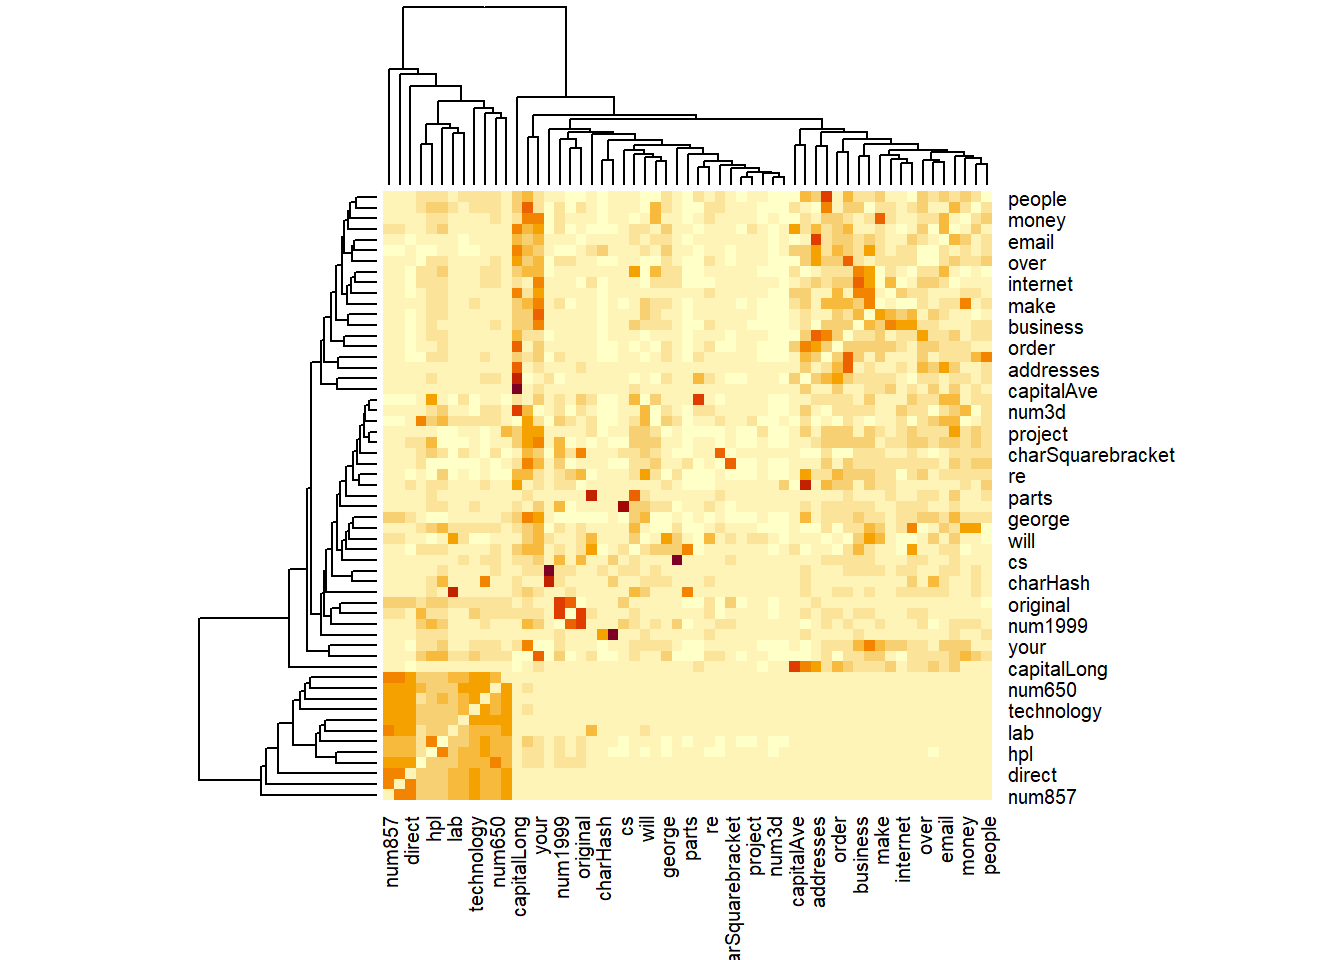 people
money
email
over
internet
make
business
order
addresses
capitalAve
num3d
project
charSquarebracket
re
parts
george
will
cs
charHash
original
num1999
your
capitalLong
num650
technology
lab
hpl
direct
num857
num857
direct
hpl
lab
technology
num650
capitalLong
your
num1999
original
charHash
cs
will
george
parts
re
arSquarebracket
project
num3d
capitalAve
addresses
order
business
make
internet
over
email
money
people